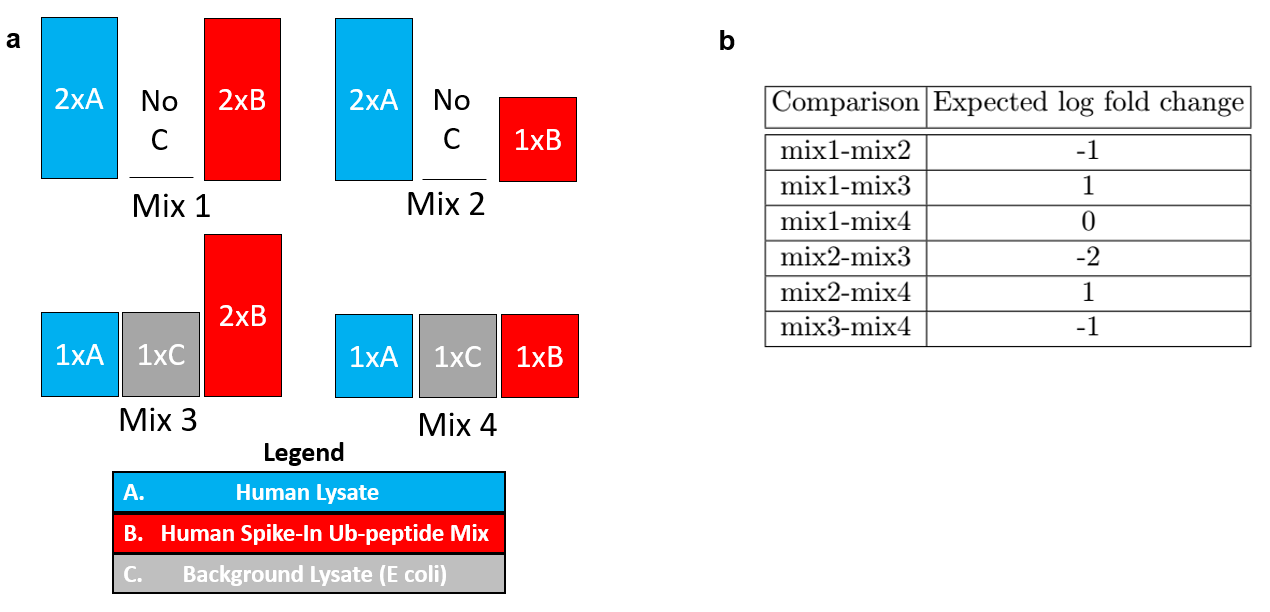 a
2xA
No
C
2xB
Mix 1
2xA
No
C
1xB
Mix 2
1xA
1xC
2xB
Mix 3
1xA
1xC
1xB
Mix 4
Legend
A. Human Lysate
B. Human Spike-In Ub-peptide Mix
C. Background Lysate (E coli)
b
Comparison Expected log fold change
mix1-mix2 -1
mix1-mix3 1
mix1-mix4 0
mix2-mix3 -2
mix2-mix4 1
mix3-mix4 -1